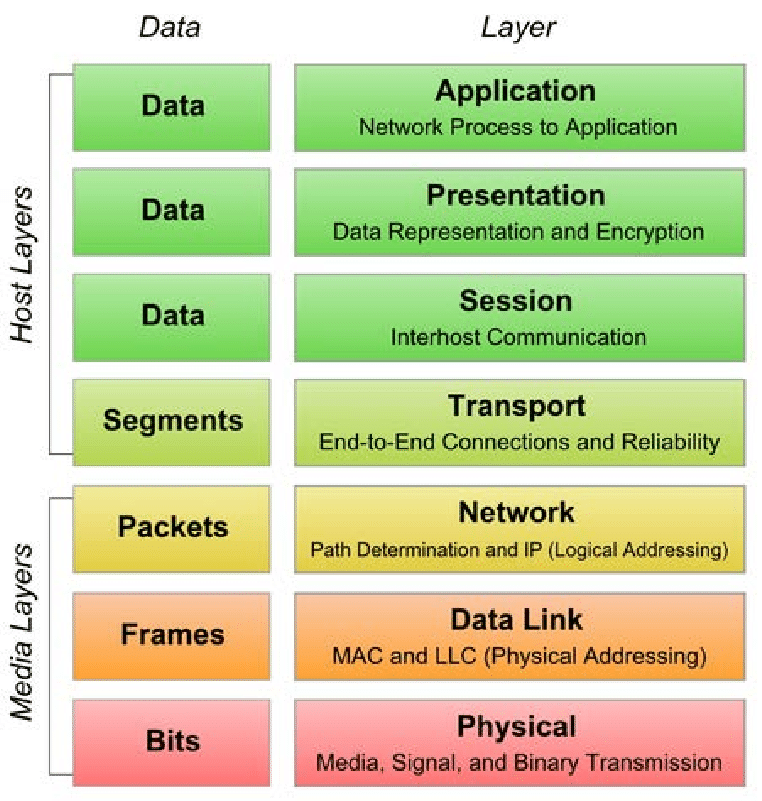 Data Layer
Host Layers
Data
Application
Network Process to Application
Data
Presentation
Data Representation and Encryption
Data
Session
Interhost Communication
Segments
Transport
End-to-End Connections and Reliability
Media Layers
Packets
Network
Path Determination and IP (Logical Addressing)
Frames
Data Link
MAC and LLC (Physical Addressing)
Bits
Physical
Media, Signal, and Binary Transmission